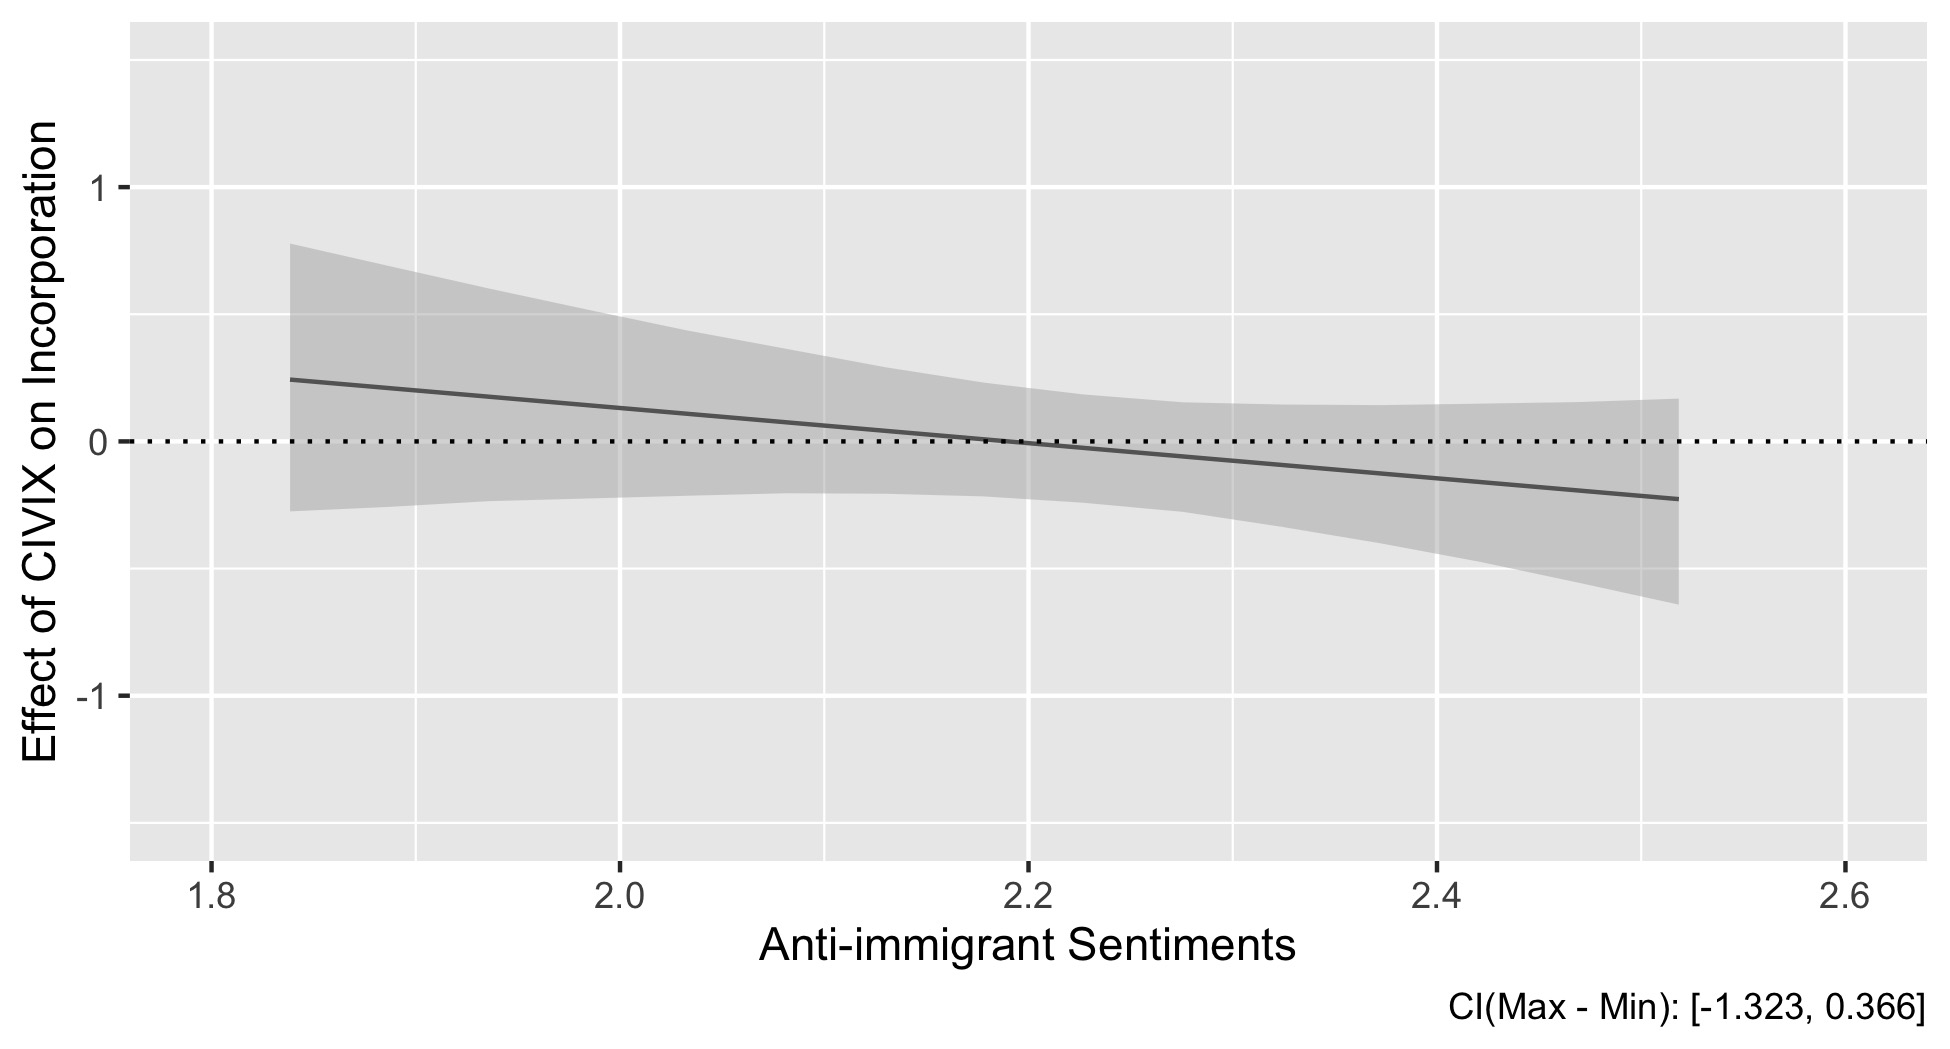 Effect of CIVIX on Incorporation
1
0
-1
1.8 2.0 2.2 2.4 2.6
Anti-immigrant Sentiments
CI(Max - Min): [-1.323, 0.366]